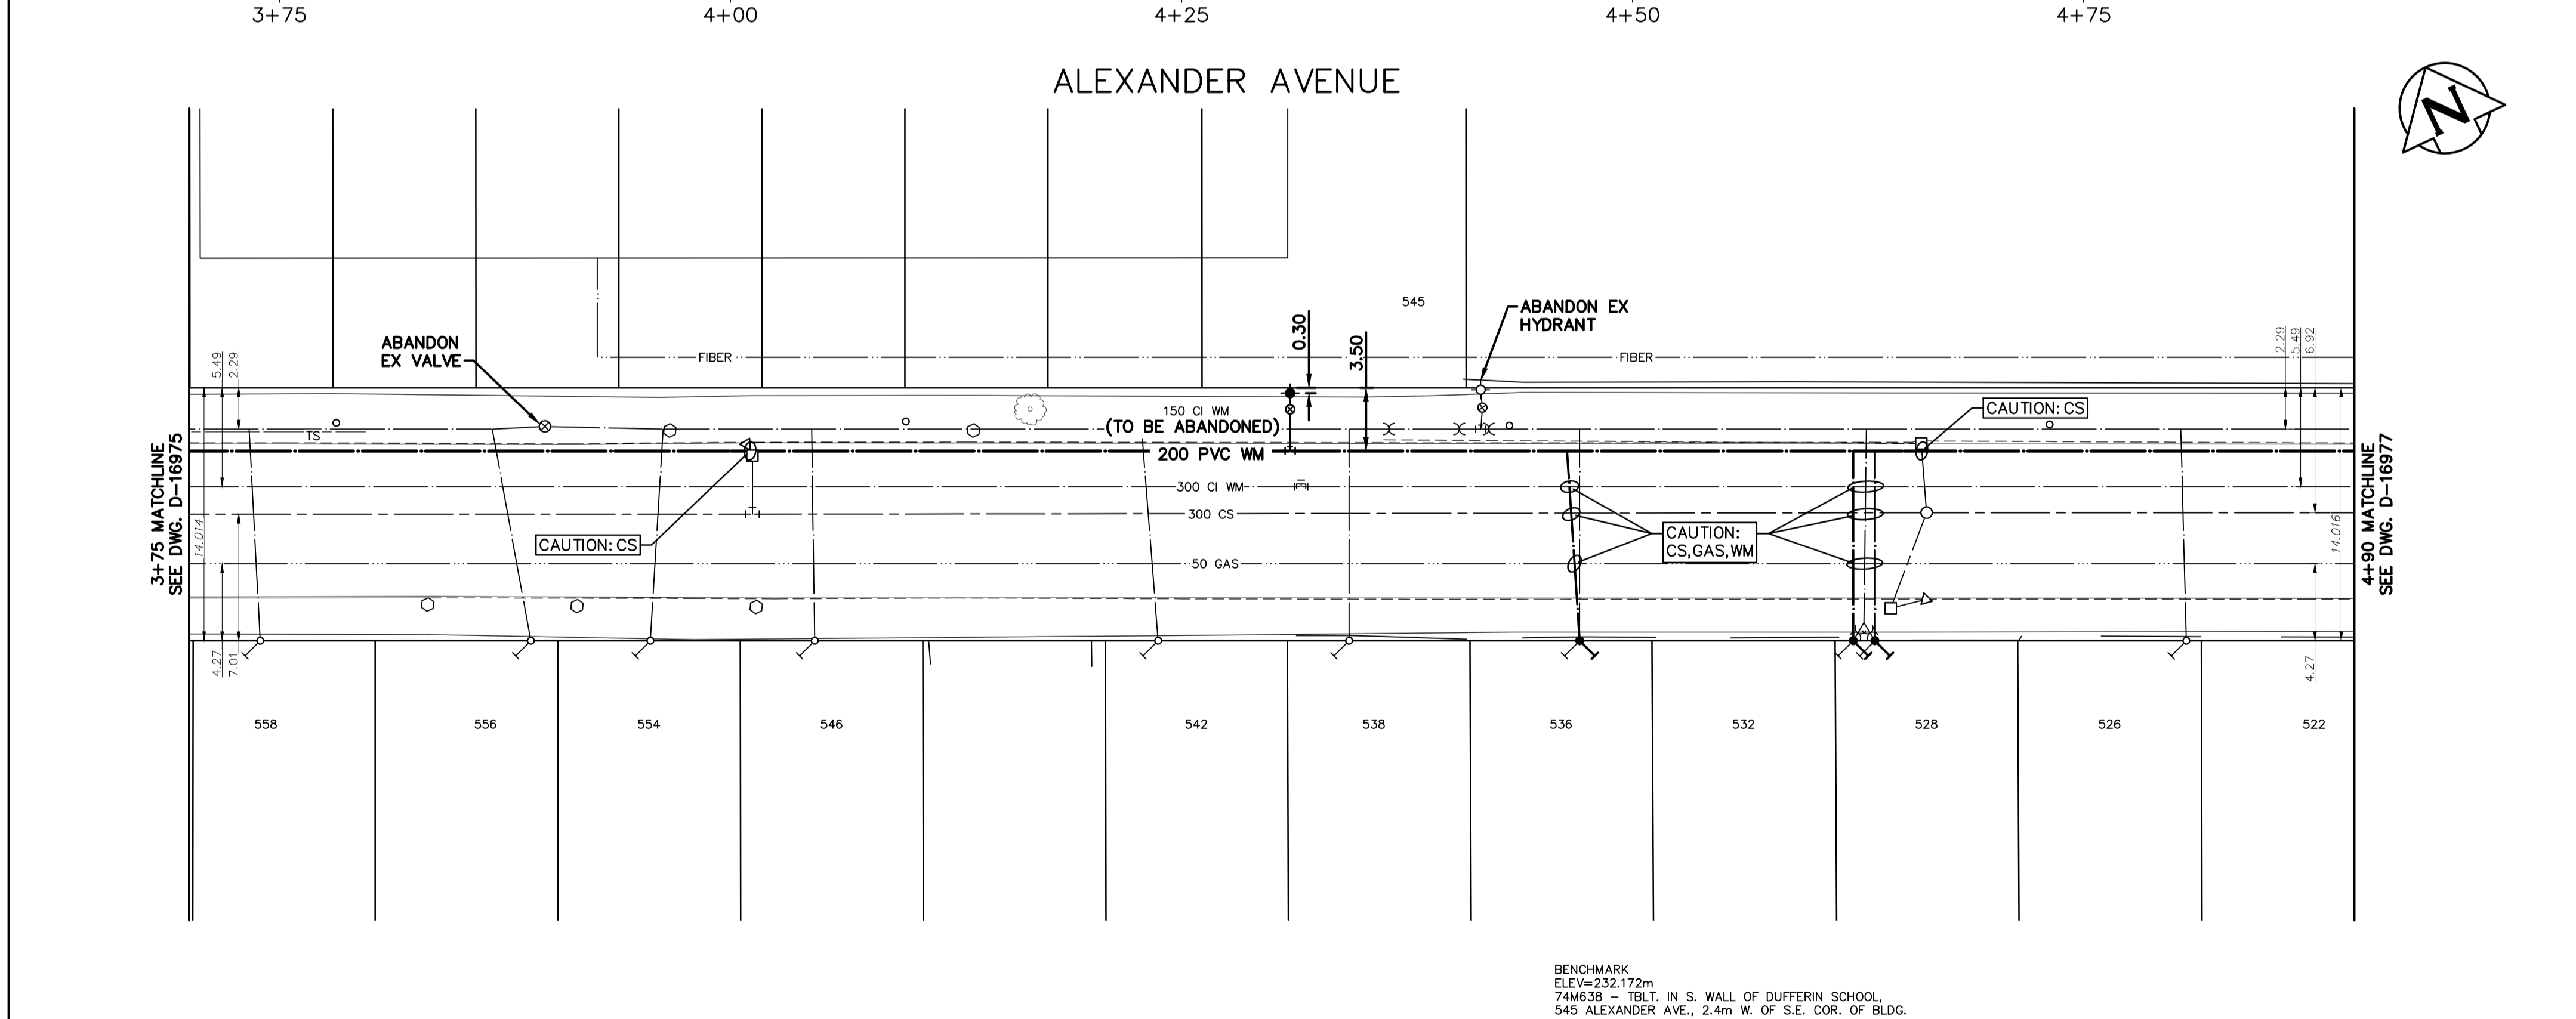 3+75
4+00
4+25
4+50
4+75
ALEXANDER AVENUE
N
545
0.30
3.50
ABANDON EX
HYDRANT
ABANDON
EX VALVE
FIBER
FIBER
5.49
2.29
2.29
5.49
6.92
150 CI WM
(TO BE ABANDONED)
CAUTION: CS
TS
200 PVC WM
300 CI WM
300 CS
CAUTION: CS
CAUTION:
CS,GAS,WM
50 GAS
3+75 MATCHLINE
SEE DWG. D-16975
14.014
14.016
4+90 MATCHLINE
SEE DWG. D-16977
4.27
7.01
4.27
558
556
554
546
542
538
536
532
528
526
522
BENCHMARK
ELEV=232.172m
74M638 - TBLT. IN S. WALL OF DUFFERIN SCHOOL,
545 ALEXANDER AVE., 2.4m W. OF S.E. COR. OF BLDG.